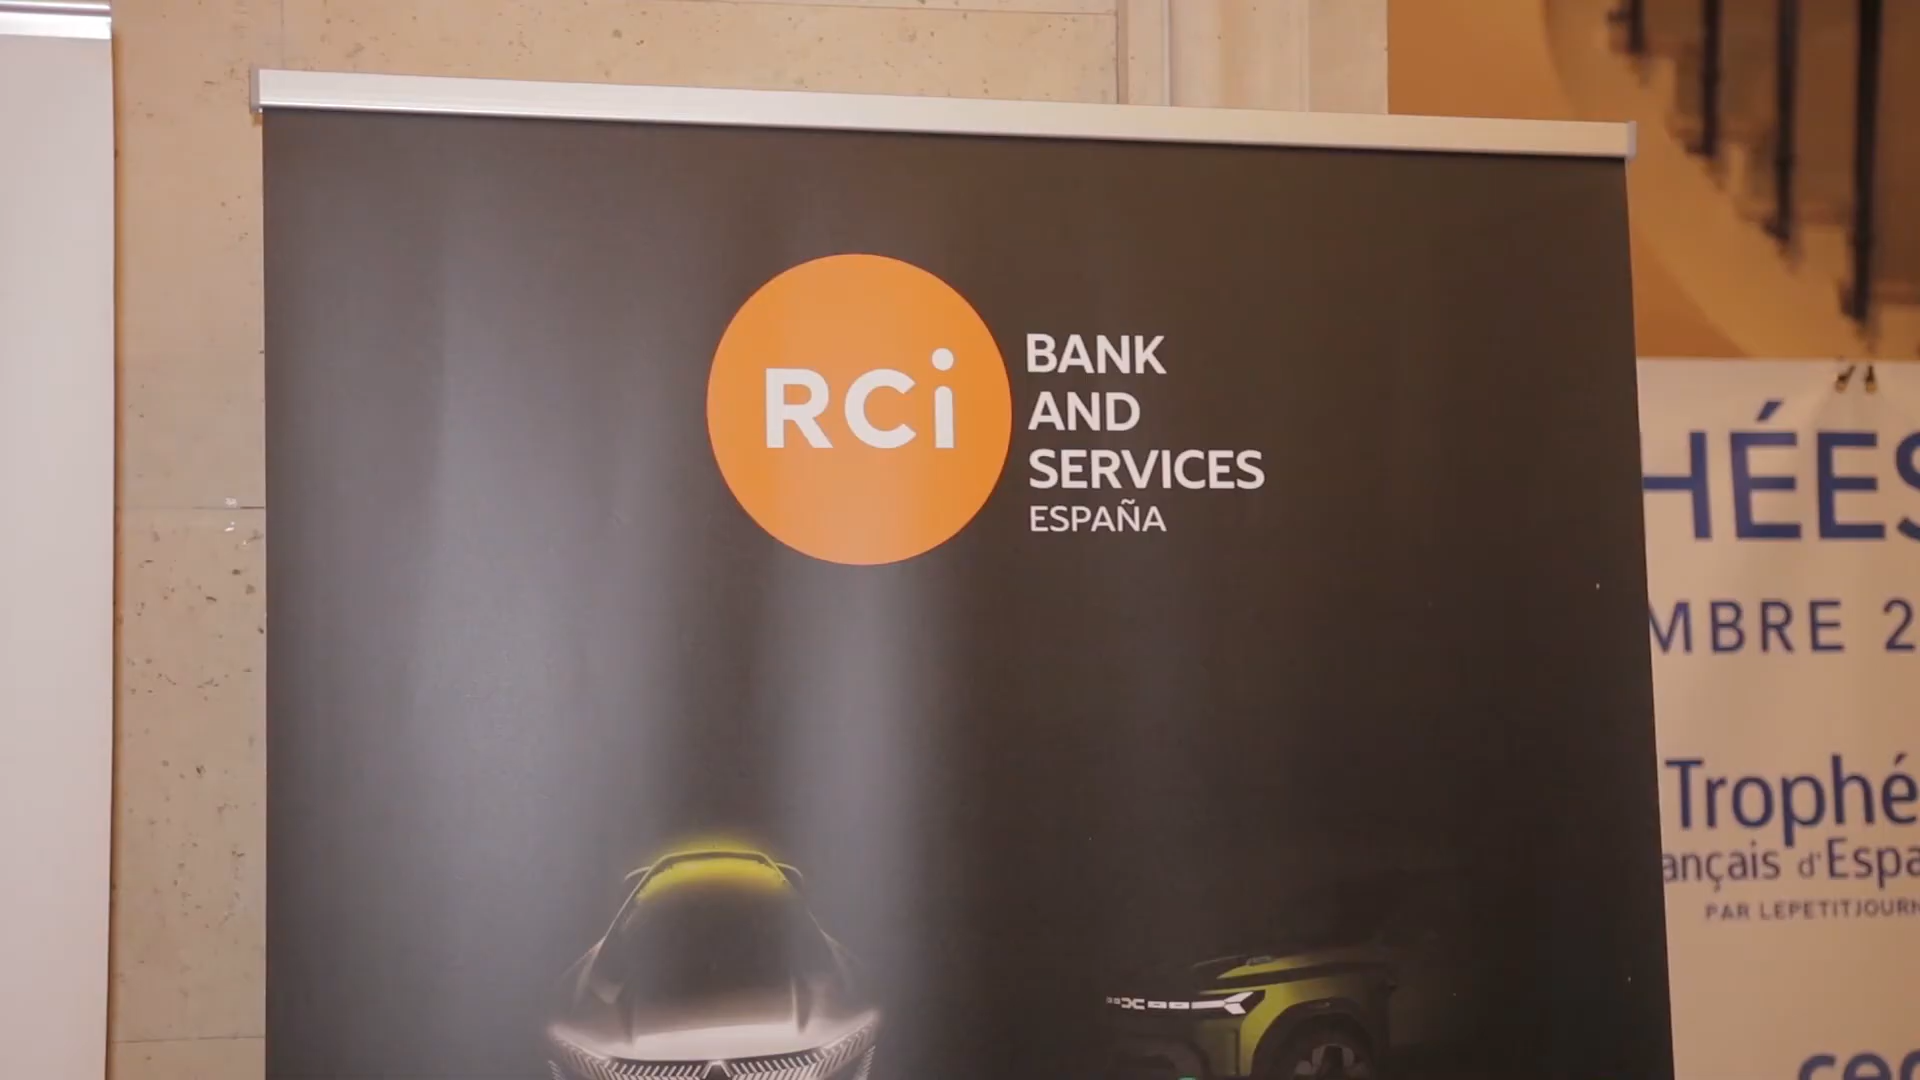 RCi
BANK
AND
SERVICES
ESPAÑA
HÉES
MBRE 2
Trophé
ançais d'Espa
PAR LEPETITJOURN